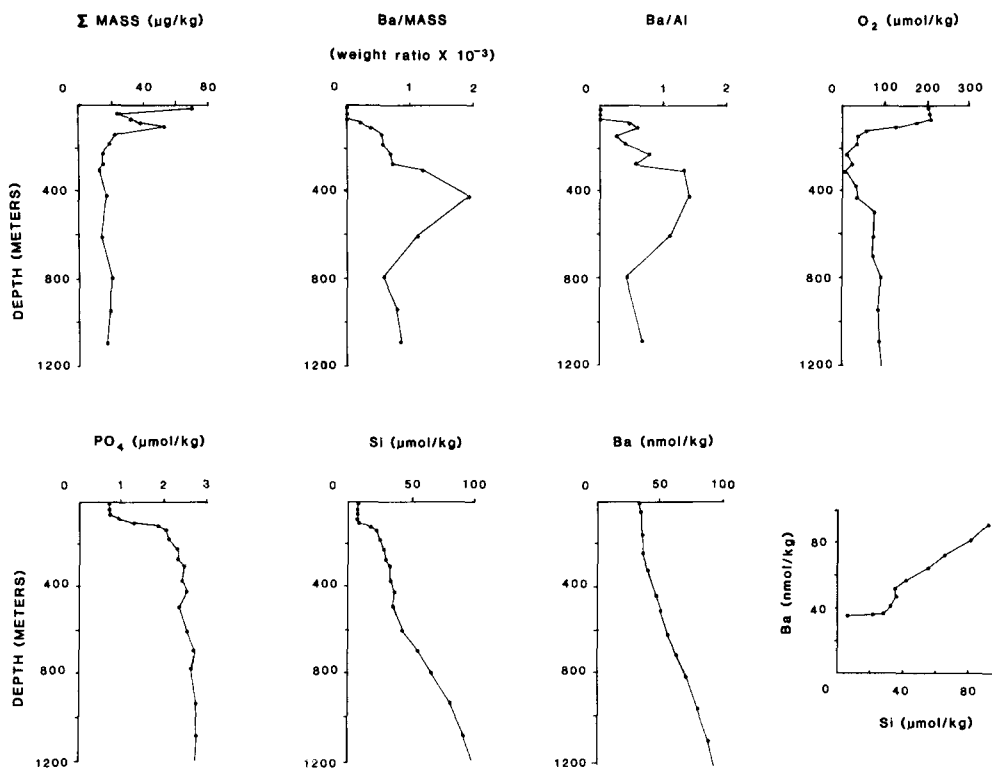 Σ MASS (µg/kg)
0 40 80
DEPTH (METERS)
400
800
1200
Ba/MASS
(weight ratio X 10⁻³)
0 1 2
400
800
1200
Ba/Al
0 1 2
400
800
1200
O₂ (µmol/kg)
0 100 200 300
400
800
1200
PO₄ (µmol/kg)
0 1 2 3
DEPTH (METERS)
400
800
1200
Si (µmol/kg)
0 50 100
400
800
1200
Ba (nmol/kg)
0 50 100
400
800
1200
Ba (nmol/kg)
80
40
0 40 80
Si (µmol/kg)